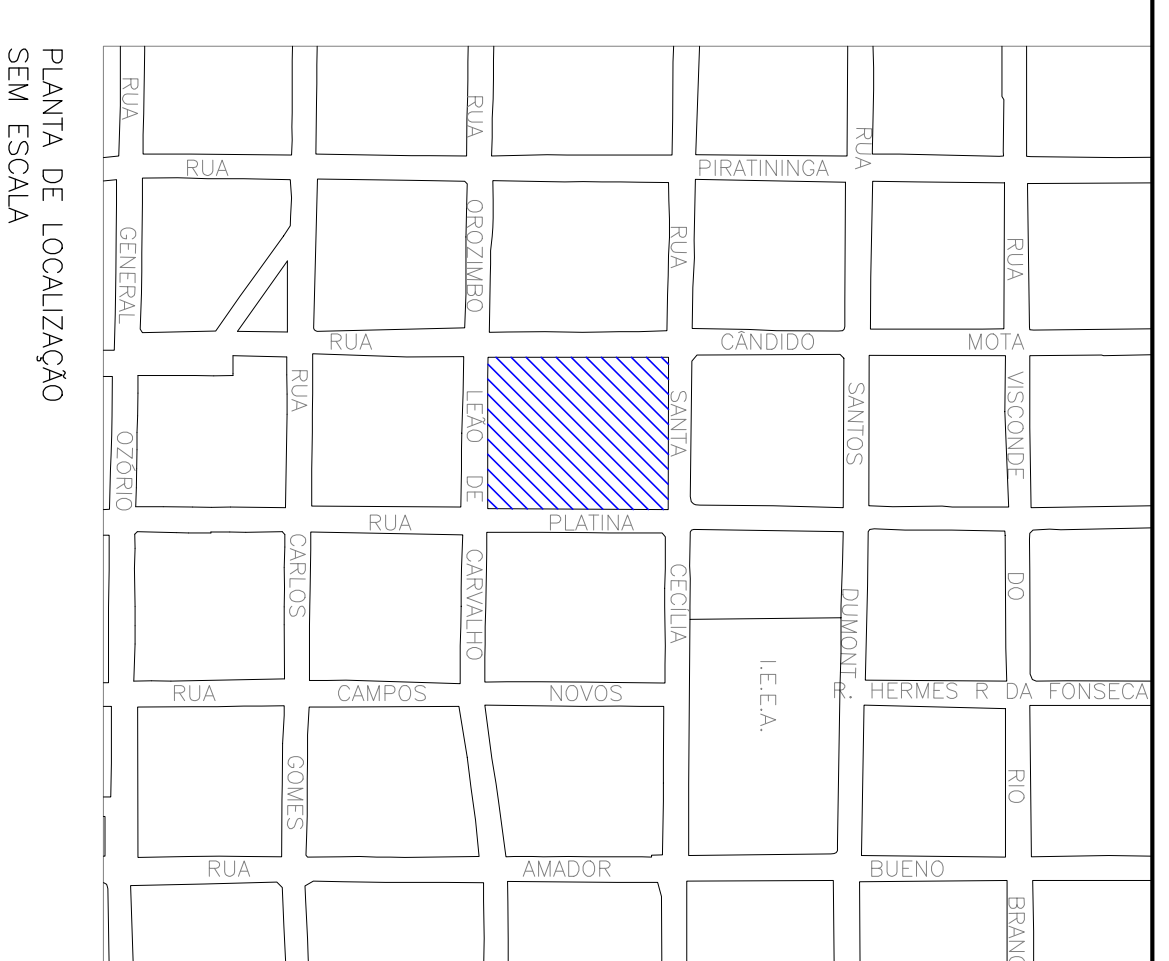 PLANTA DE LOCALIZAÇÃO
SEM ESCALA
RUA GENERAL OZÓRIO
RUA CARLOS GOMES
RUA OROZIMBO LEÃO DE CARVALHO
RUA SANTA CECÍLIA
RUA SANTOS DUMONT
RUA VISCONDE DO RIO BRANC
RUA PIRATININGA
RUA CÂNDIDO MOTA
RUA PLATINA
RUA CAMPOS NOVOS
R. HERMES R DA FONSECA
RUA AMADOR BUENO
I.E.E.A.